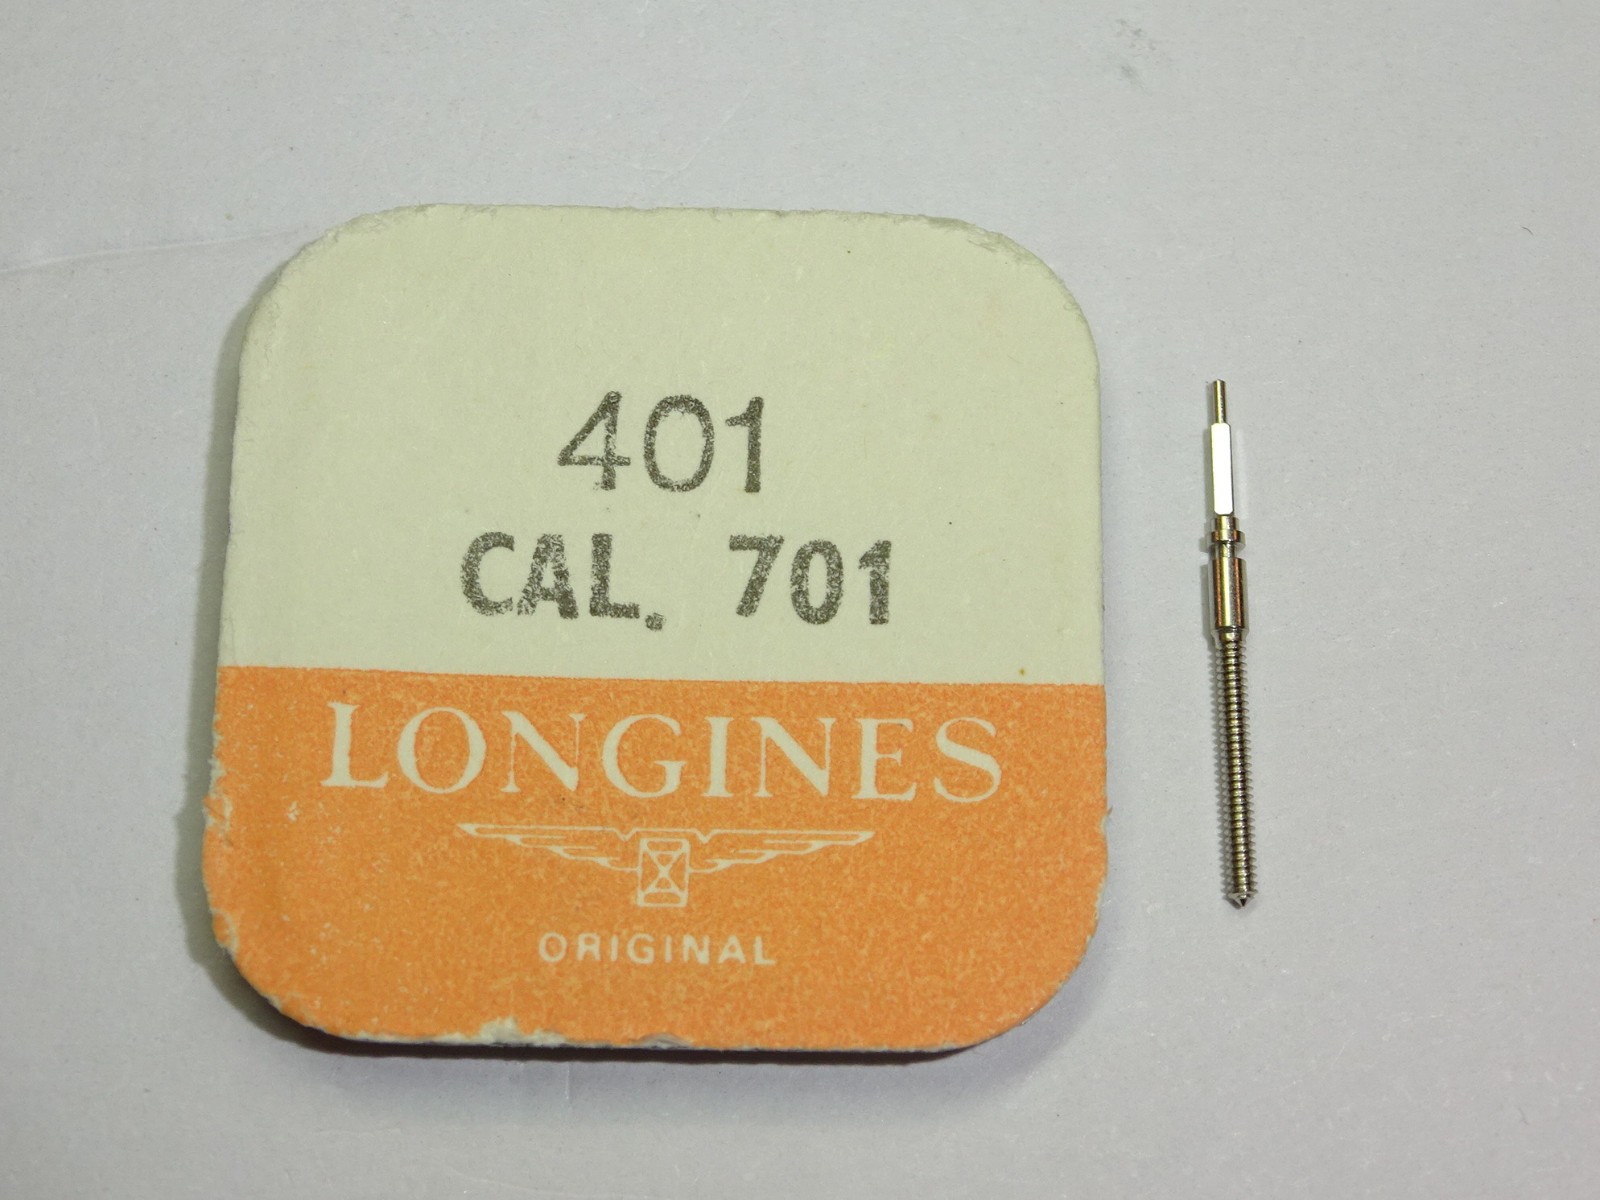 401
CAL. 701
LONGINES
ORIGINAL